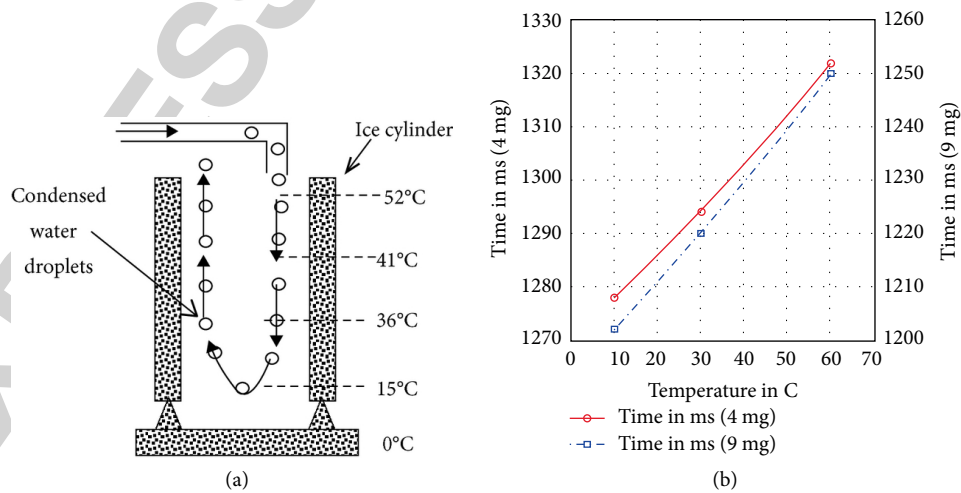 Ice cylinder
Condensed
water
droplets
52°C
41°C
36°C
15°C
0°C
(a)
1330
1320
1310
1300
1290
1280
1270
Time in ms (4 mg)
0 10 20 30 40 50 60 70
Temperature in C
1260
1250
1240
1230
1220
1210
1200
Time in ms (9 mg)
Time in ms (4 mg)
Time in ms (9 mg)
(b)